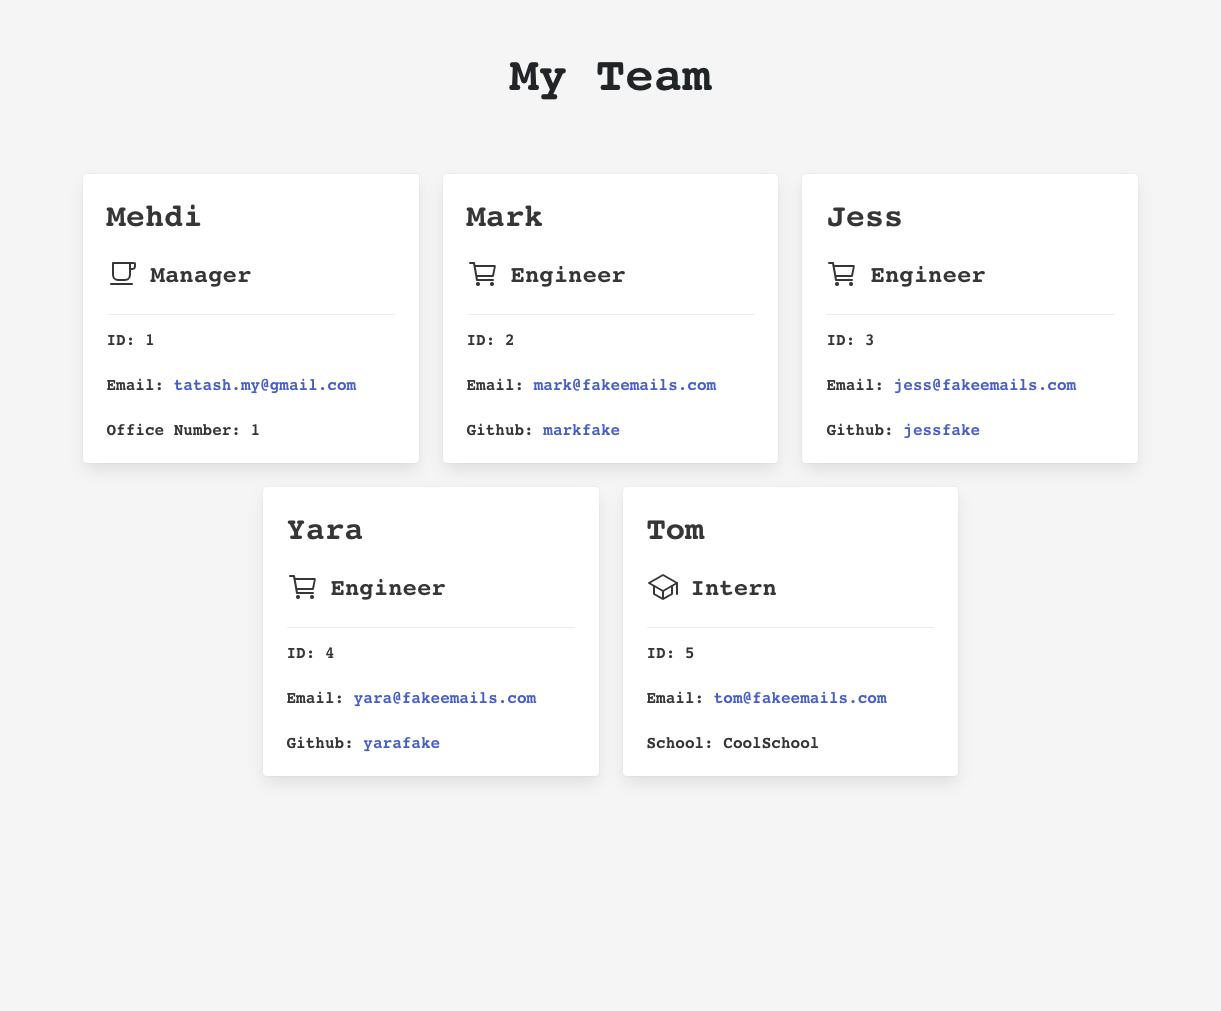 My Team
Mehdi
Manager
ID: 1
Email: tatash.my@gmail.com
Office Number: 1
Mark
Engineer
ID: 2
Email: mark@fakeemails.com
Github: markfake
Jess
Engineer
ID: 3
Email: jess@fakeemails.com
Github: jessfake
Yara
Engineer
ID: 4
Email: yara@fakeemails.com
Github: yarafake
Tom
Intern
ID: 5
Email: tom@fakeemails.com
School: CoolSchool